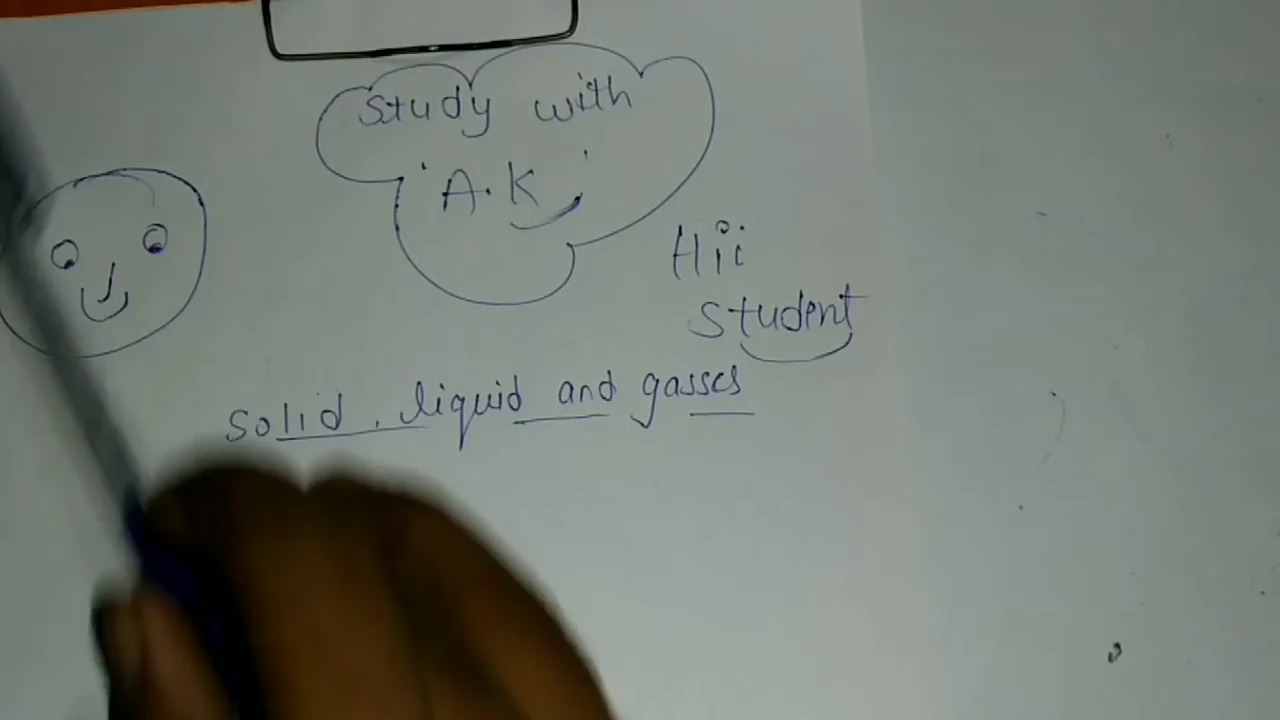 Study with
'A.K'
Hii
Student
Solid, liquid and gasses